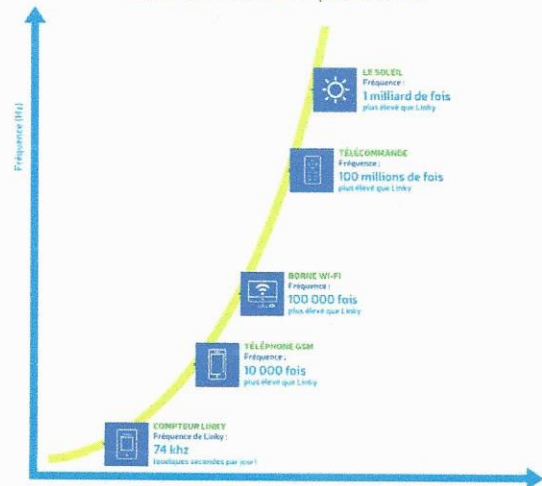 Fréquence (Hz)
LE SOLEIL
Fréquence :
1 milliard de fois
plus élevé que Linky
TÉLÉCOMMANDE
Fréquence :
100 millions de fois
plus élevé que Linky
BORNE WI-FI
Fréquence :
100 000 fois
plus élevé que Linky
TÉLÉPHONE GSM
Fréquence :
10 000 fois
plus élevé que Linky
COMPTEUR LINKY
Fréquence de Linky :
74 khz
(quelques secondes par jour)